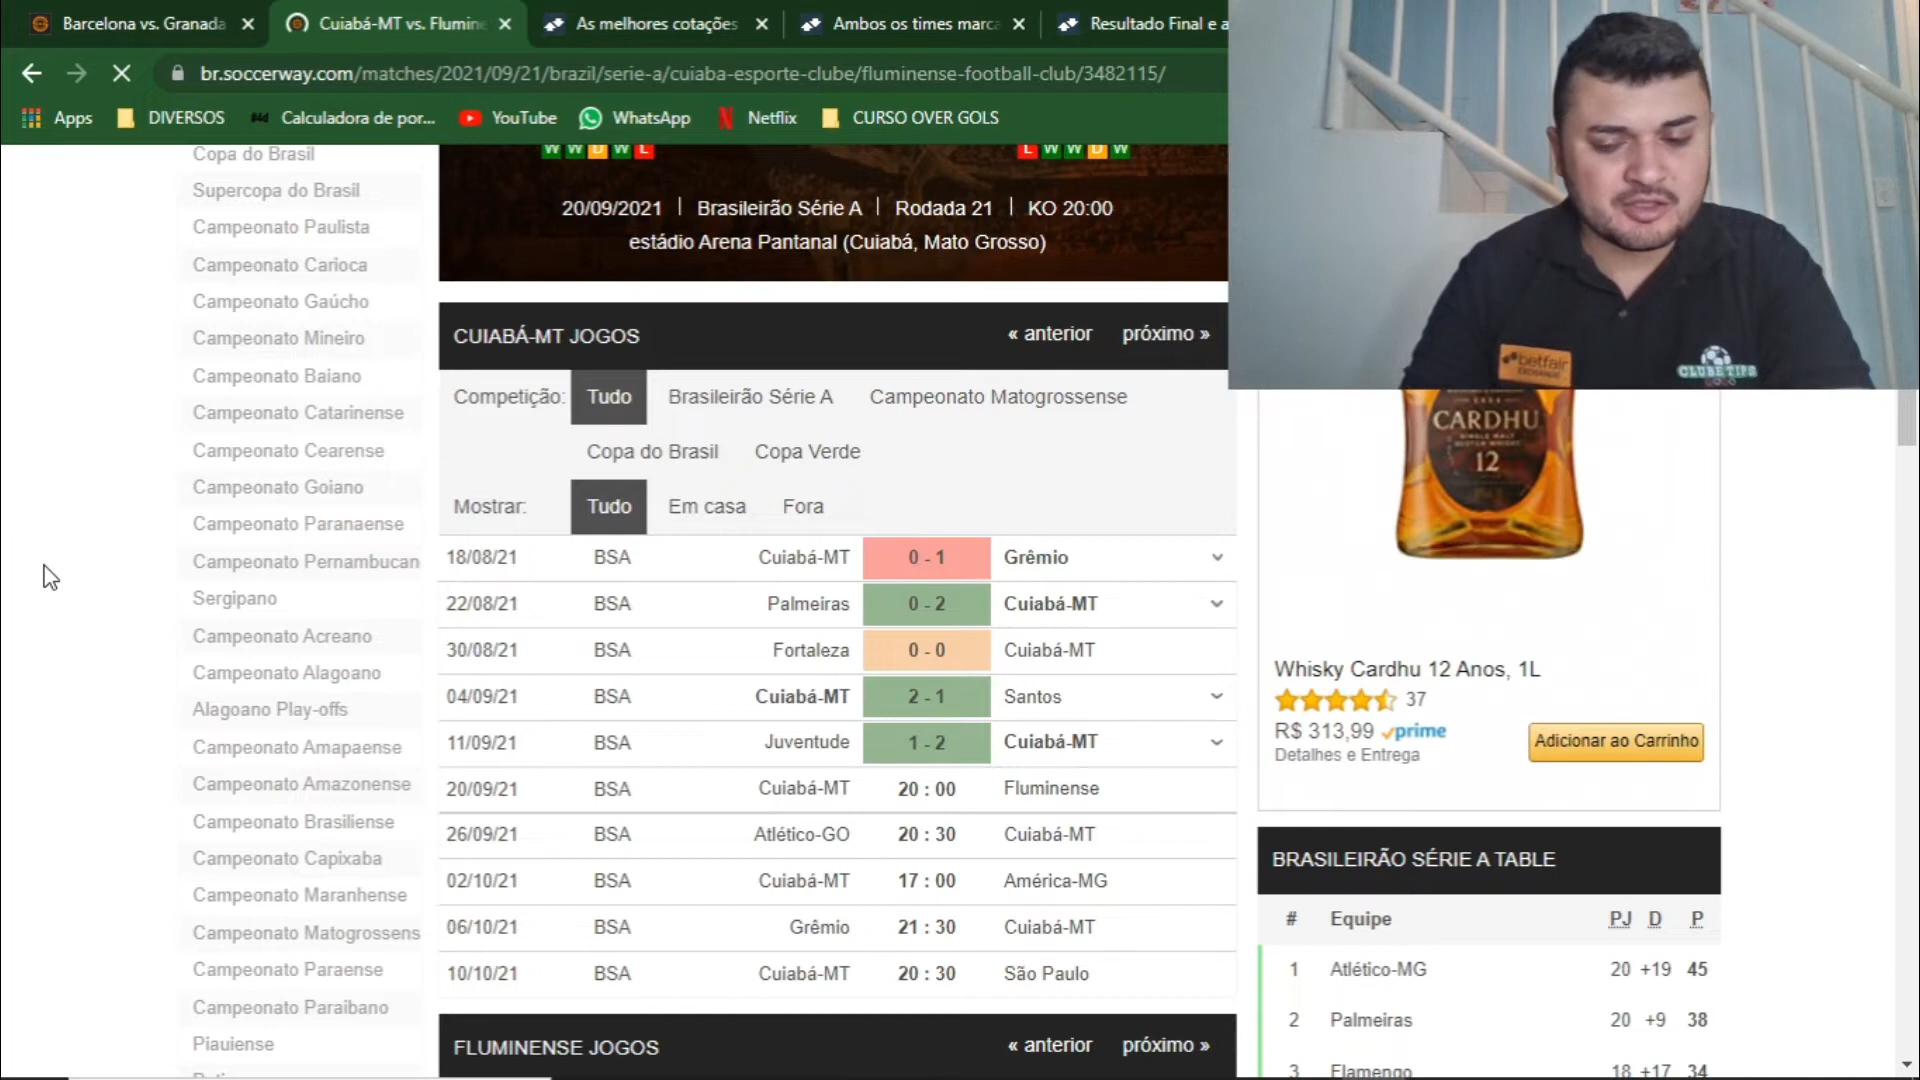 Barcelona vs. Granada
Cuiabá-MT vs. Flumine
As melhores cotações
Ambos os times marca
Resultado Final e a
br.soccerway.com/matches/2021/09/21/brazil/serie-a/cuiaba-esporte-clube/fluminense-football-club/3482115/
Apps
DIVERSOS
Calculadora de por...
YouTube
WhatsApp
Netflix
CURSO OVER GOLS
W W D W L
L W W D W
20/09/2021 | Brasileirão Série A | Rodada 21 | KO 20:00
estádio Arena Pantanal (Cuiabá, Mato Grosso)
Copa do Brasil
Supercopa do Brasil
Campeonato Paulista
Campeonato Carioca
Campeonato Gaúcho
Campeonato Mineiro
Campeonato Baiano
Campeonato Catarinense
Campeonato Cearense
Campeonato Goiano
Campeonato Paranaense
Campeonato Pernambucan
Sergipano
Campeonato Acreano
Campeonato Alagoano
Alagoano Play-offs
Campeonato Amapaense
Campeonato Amazonense
Campeonato Brasiliense
Campeonato Capixaba
Campeonato Maranhense
Campeonato Matogrossens
Campeonato Paraense
Campeonato Paraibano
Piauiense
CUIABÁ-MT JOGOS
« anterior próximo »
Competição: Tudo Brasileirão Série A Campeonato Matogrossense
Copa do Brasil Copa Verde
Mostrar: Tudo Em casa Fora
18/08/21 BSA Cuiabá-MT 0 - 1 Grêmio
22/08/21 BSA Palmeiras 0 - 2 Cuiabá-MT
30/08/21 BSA Fortaleza 0 - 0 Cuiabá-MT
04/09/21 BSA Cuiabá-MT 2 - 1 Santos
11/09/21 BSA Juventude 1 - 2 Cuiabá-MT
20/09/21 BSA Cuiabá-MT 20 : 00 Fluminense
26/09/21 BSA Atlético-GO 20 : 30 Cuiabá-MT
02/10/21 BSA Cuiabá-MT 17 : 00 América-MG
06/10/21 BSA Grêmio 21 : 30 Cuiabá-MT
10/10/21 BSA Cuiabá-MT 20 : 30 São Paulo
FLUMINENSE JOGOS
« anterior próximo »
betfair
EXCHANGE
CLUBETIPS
CARDHU
SINGLE MALT
12
Whisky Cardhu 12 Anos, 1L
37
R$ 313,99 prime
Detalhes e Entrega
Adicionar ao Carrinho
BRASILEIRÃO SÉRIE A TABLE
# Equipe PJ D P
1 Atlético-MG 20 +19 45
2 Palmeiras 20 +9 38
3 Flamengo 18 +17 34